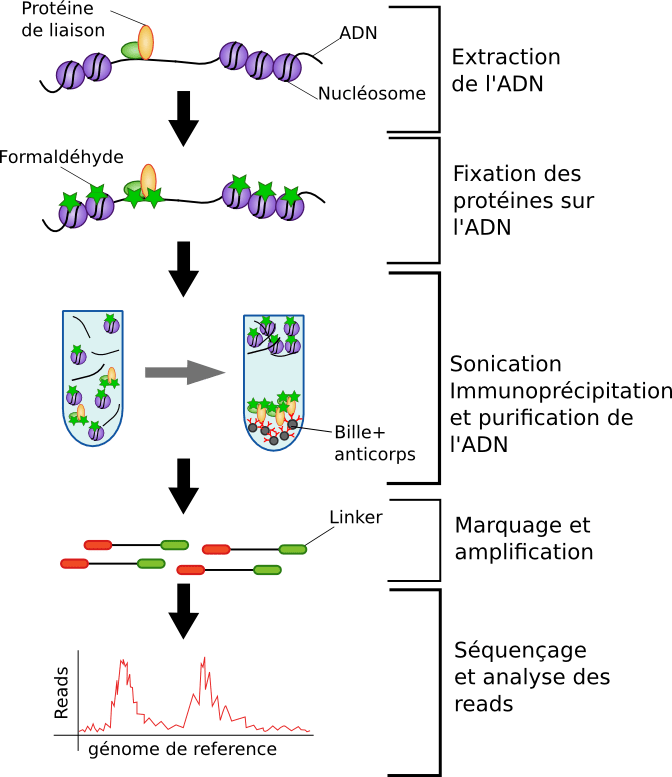 Protéine
de liaison
ADN
Nucléosome
Extraction
de l'ADN
Formaldéhyde
Fixation des
protéines sur
l'ADN
Sonication
Immunoprécipitation
et purification de
l'ADN
Bille+
anticorps
Linker
Marquage et
amplification
Reads
génome de reference
Séquençage
et analyse des
reads